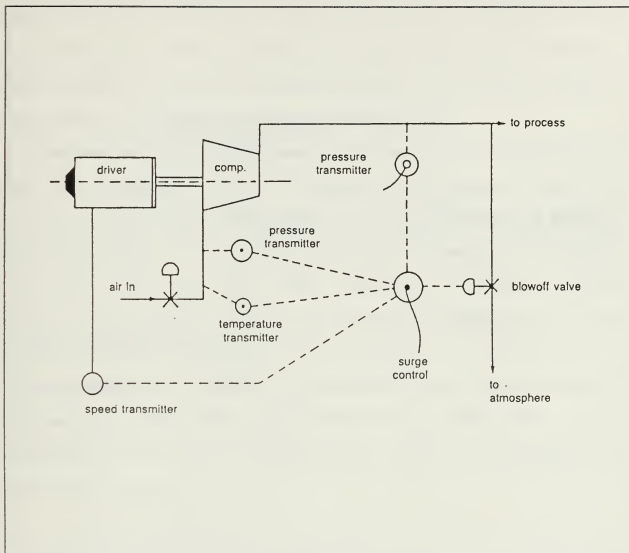 to process
driver
comp.
pressure
transmitter
pressure
transmitter
air in
blowoff valve
temperature
transmitter
surge
control
to
atmosphere
speed transmitter